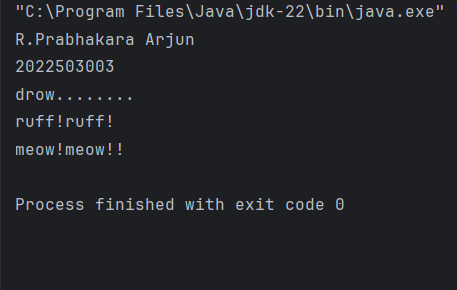 "C:\Program Files\Java\jdk-22\bin\java.exe"
R.Prabhakara Arjun
2022503003
drow........
ruff!ruff!
meow!meow!!
Process finished with exit code 0